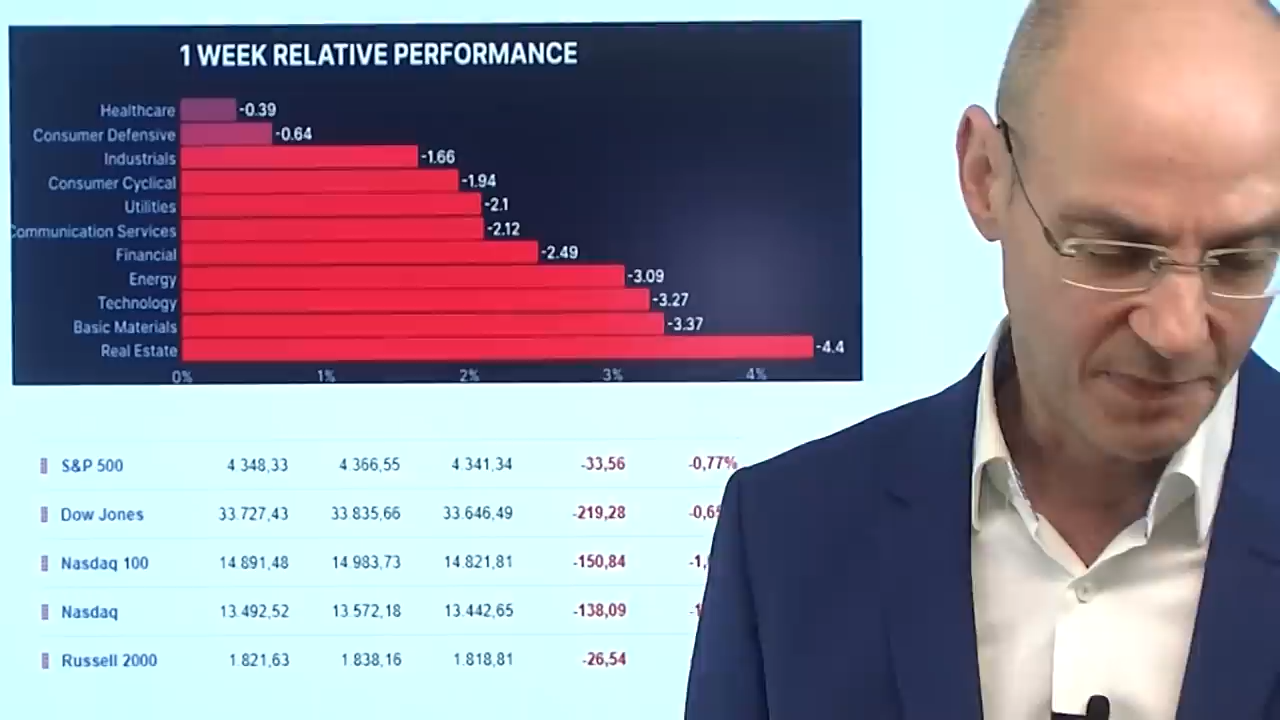 1 WEEK RELATIVE PERFORMANCE
Healthcare -0.39
Consumer Defensive -0.64
Industrials -1.66
Consumer Cyclical -1.94
Utilities -2.1
Communication Services -2.12
Financial -2.49
Energy -3.09
Technology -3.27
Basic Materials -3.37
Real Estate -4.4
0% 1% 2% 3% 4%
S&P 500 4 348,33 4 366,55 4 341,34 -33,56 -0,77%
Dow Jones 33.727,43 33 835,66 33.646,49 -219,28
Nasdaq 100 14 891,48 14 983,73 14 821,81 -150,84
Nasdaq 13 492,52 13 572,18 13 442,65 -138,09
Russell 2000 1 821,63 1 838,16 1 818,81 -26,54